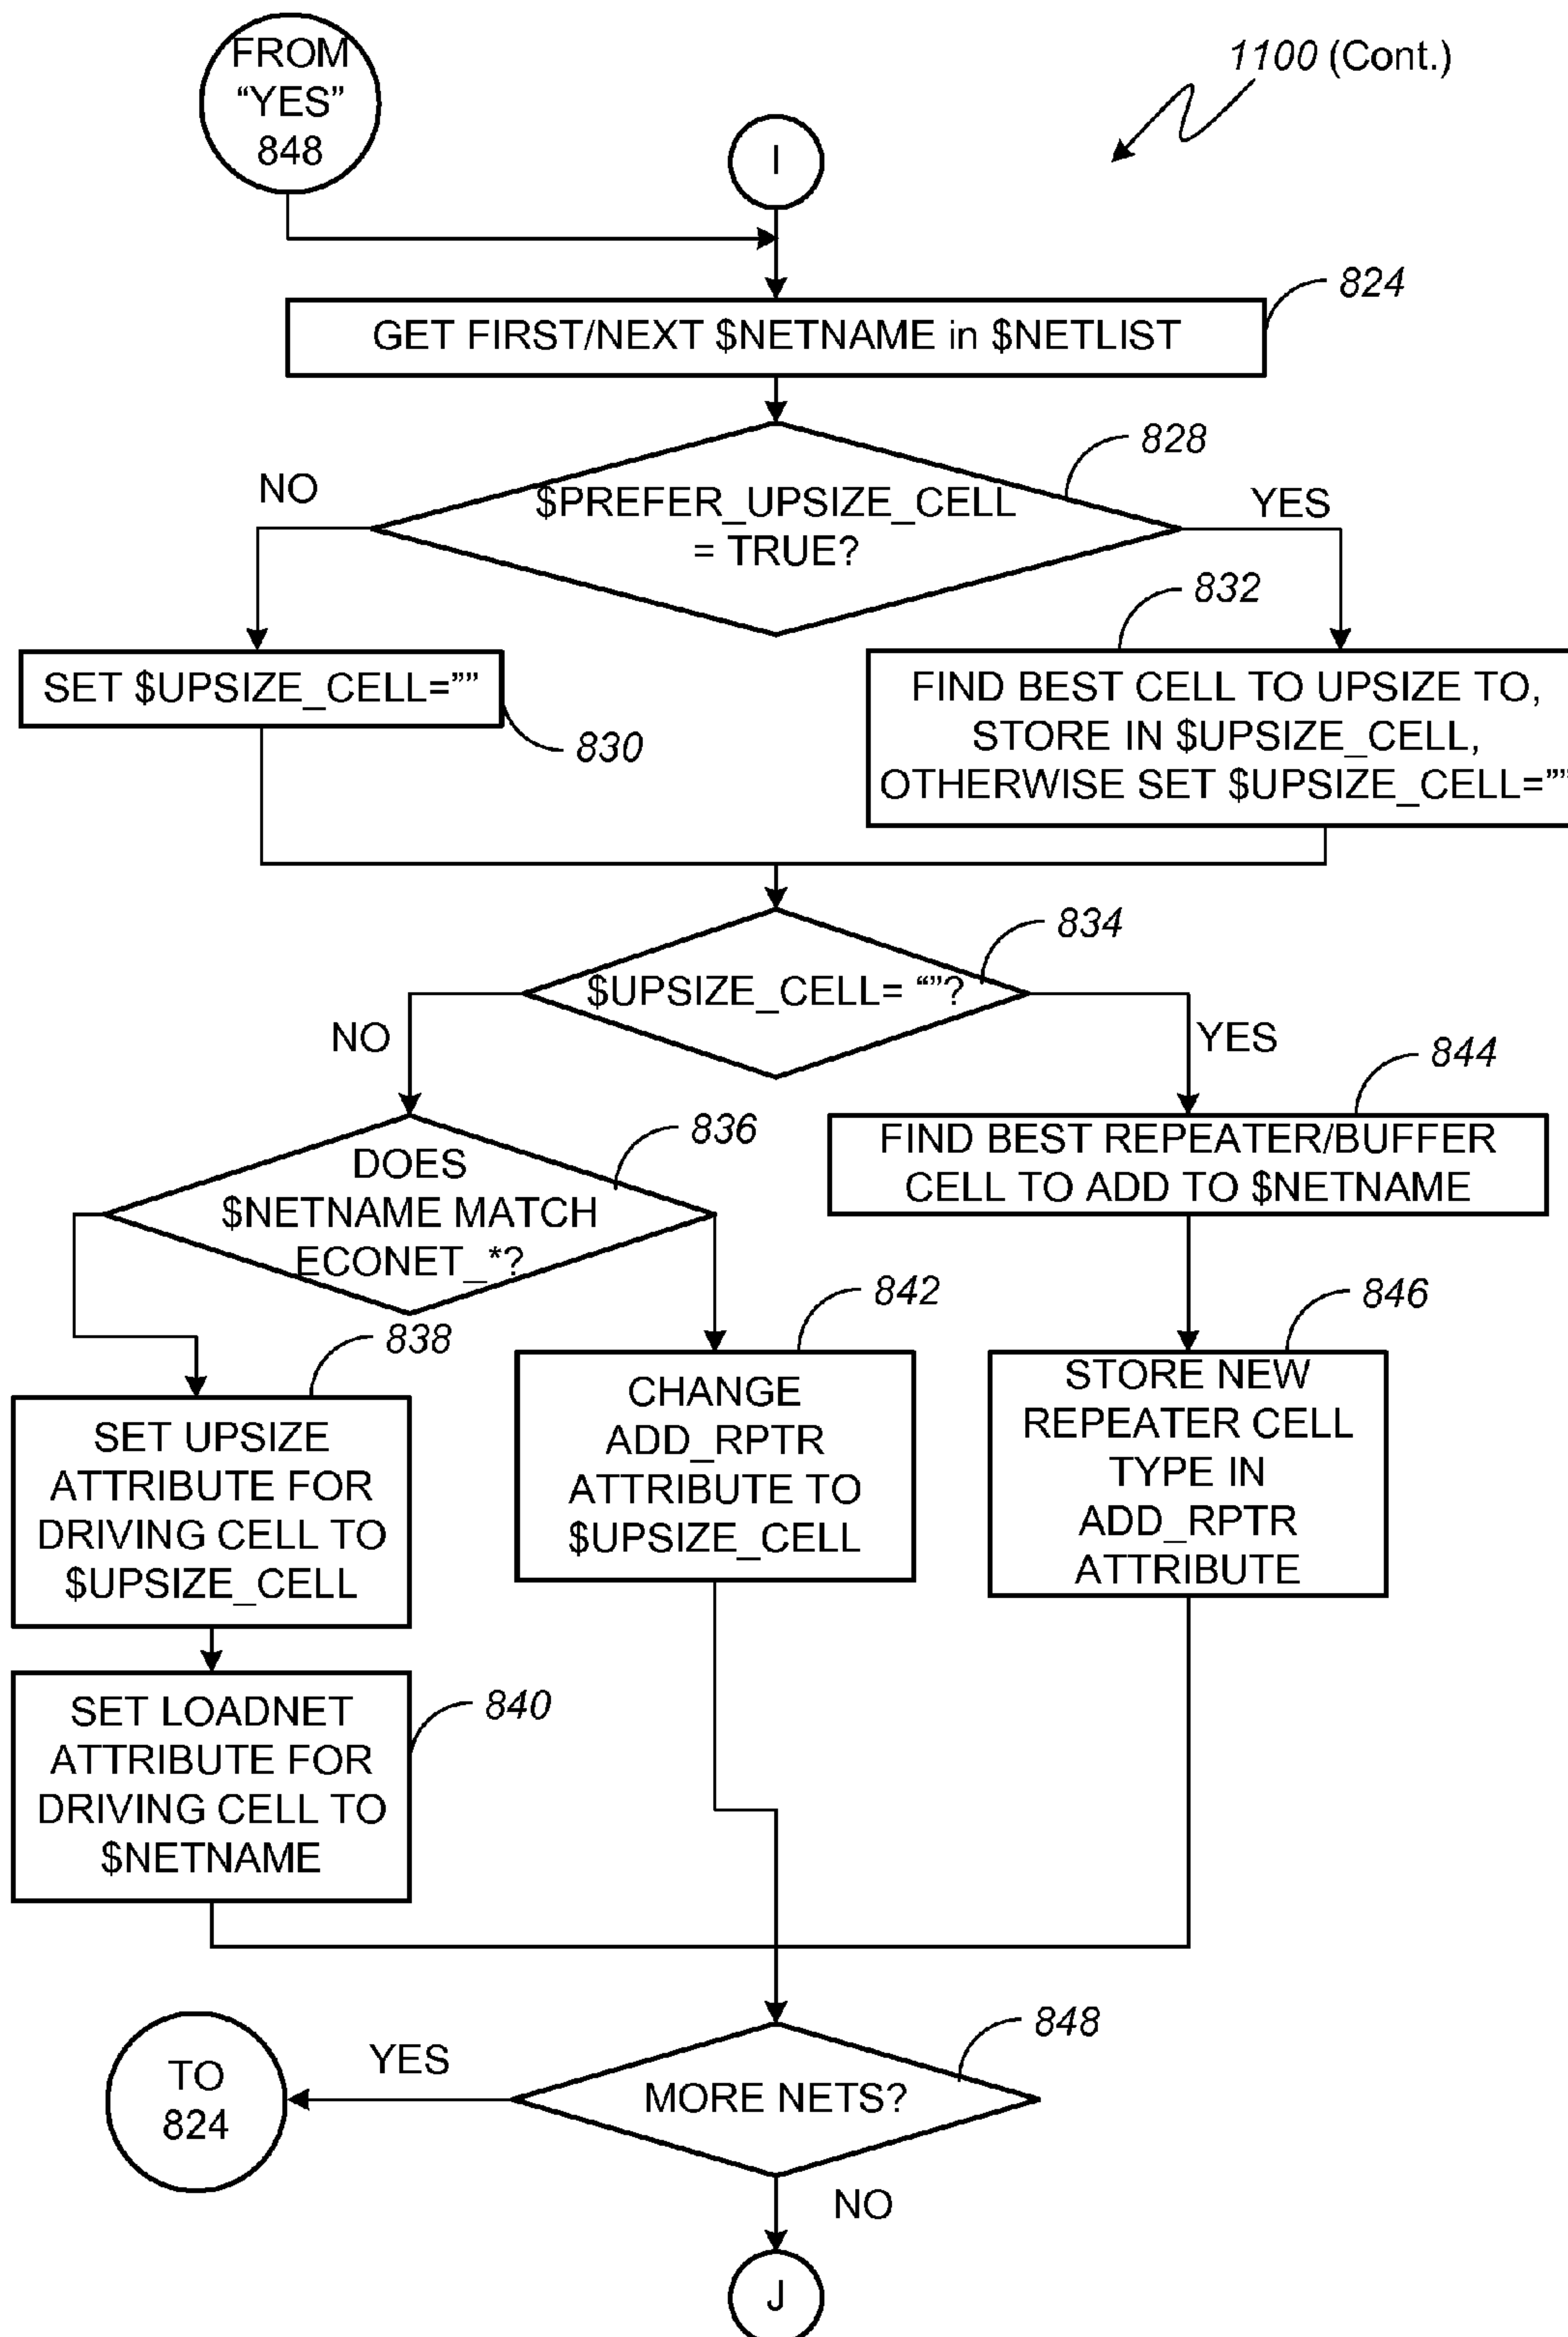 FROM
“YES”
848
I
1100 (Cont.)
824
GET FIRST/NEXT $NETNAME in $NETLIST
828
NO
$PREFER_UPSIZE_CELL
= TRUE?
YES
832
SET $UPSIZE_CELL=””
830
FIND BEST CELL TO UPSIZE TO,
STORE IN $UPSIZE_CELL,
OTHERWISE SET $UPSIZE_CELL=””
834
$UPSIZE_CELL= “”?
NO
YES
844
836
DOES
$NETNAME MATCH
ECONET_*?
FIND BEST REPEATER/BUFFER
CELL TO ADD TO $NETNAME
838
842
846
SET UPSIZE
ATTRIBUTE FOR
DRIVING CELL TO
$UPSIZE_CELL
CHANGE
ADD_RPTR
ATTRIBUTE TO
$UPSIZE_CELL
STORE NEW
REPEATER CELL
TYPE IN
ADD_RPTR
ATTRIBUTE
SET LOADNET
ATTRIBUTE FOR
DRIVING CELL TO
$NETNAME
840
848
TO
824
YES
MORE NETS?
NO
J